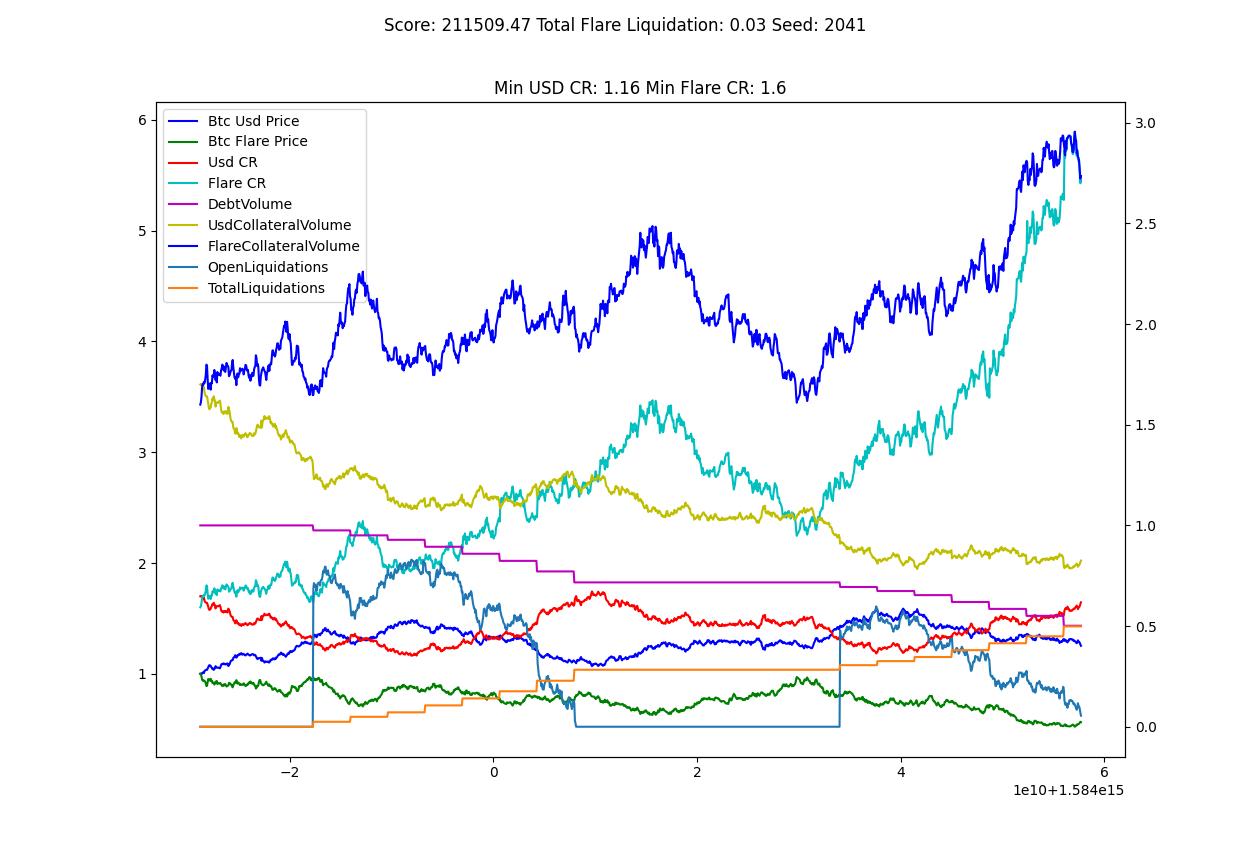 Score: 211509.47 Total Flare Liquidation: 0.03 Seed: 2041
Min USD CR: 1.16 Min Flare CR: 1.6
Btc Usd Price
Btc Flare Price
Usd CR
Flare CR
DebtVolume
UsdCollateralVolume
FlareCollateralVolume
OpenLiquidations
TotalLiquidations
6
5
4
3
2
1
3.0
2.5
2.0
1.5
1.0
0.5
0.0
−2
0
2
4
6
1e10+1.584e15